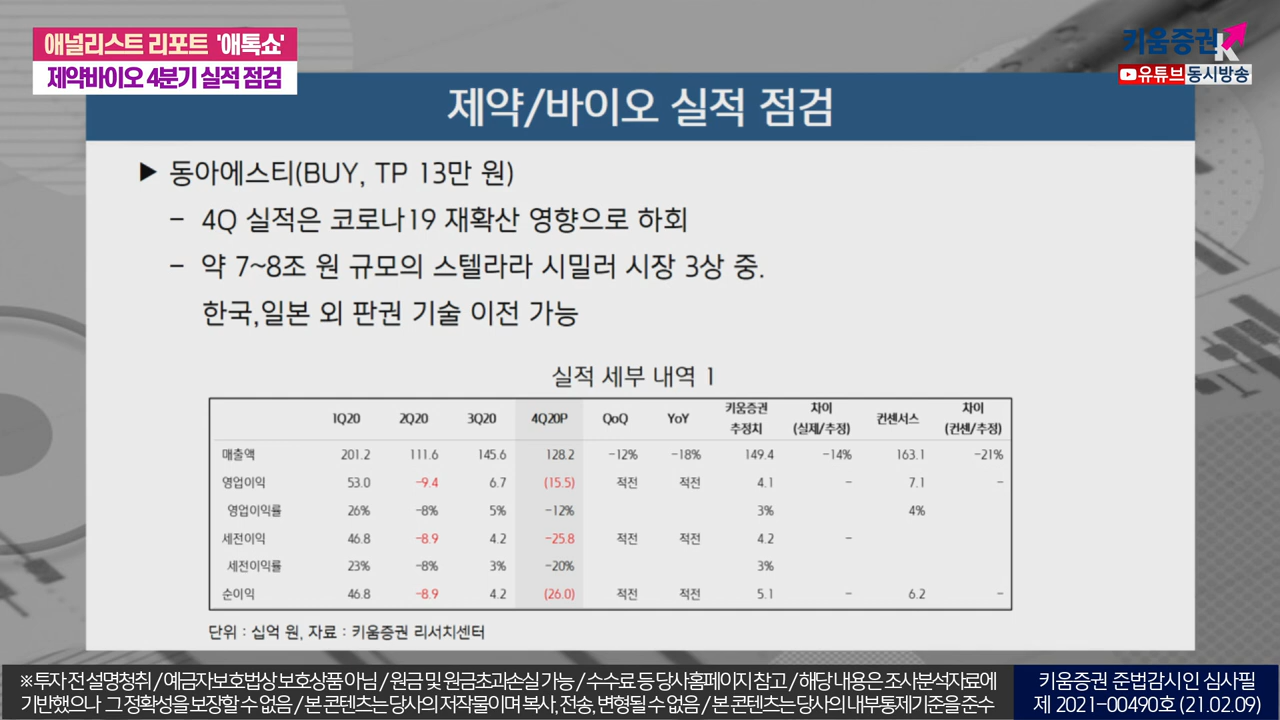 애널리스트 리포트 '애톡쇼'
제약바이오 4분기 실적 점검
키움증권
유튜브동시방송
제약/바이오 실적 점검
▶ 동아에스티(BUY, TP 13만 원)
- 4Q 실적은 코로나19 재확산 영향으로 하회
- 약 7~8조 원 규모의 스텔라라 시밀러 시장 3상 중.
한국,일본 외 판권 기술 이전 가능
실적 세부 내역 1
1Q20 2Q20 3Q20 4Q20P QoQ YoY 키움증권 추정치 차이 (실제/추정) 컨센서스 차이 (컨센/추정)
매출액 201.2 111.6 145.6 128.2 -12% -18% 149.4 -14% 163.1 -21%
영업이익 53.0 -9.4 6.7 (15.5) 적전 적전 4.1 - 7.1 -
영업이익률 26% -8% 5% -12% 3% 4%
세전이익 46.8 -8.9 4.2 -25.8 적전 적전 4.2 -
세전이익률 23% -8% 3% -20% 3%
순이익 46.8 -8.9 4.2 (26.0) 적전 적전 5.1 - 6.2 -
단위 : 십억 원, 자료 : 키움증권 리서치센터
※ 투자 전 설명청취 / 예금자보호법상 보호상품 아님 / 원금 및 원금초과손실 가능 / 수수료 등 당사홈페이지 참고 / 해당 내용은 조사분석자료에
기반했으나 그 정확성을 보장할 수 없음 / 본 콘텐츠는 당사의 저작물이며 복사, 전송, 변형될 수 없음 / 본 콘텐츠는 당사의 내부통제기준을 준수
키움증권 준법감시인 심사필
제 2021-00490호 (21.02.09)